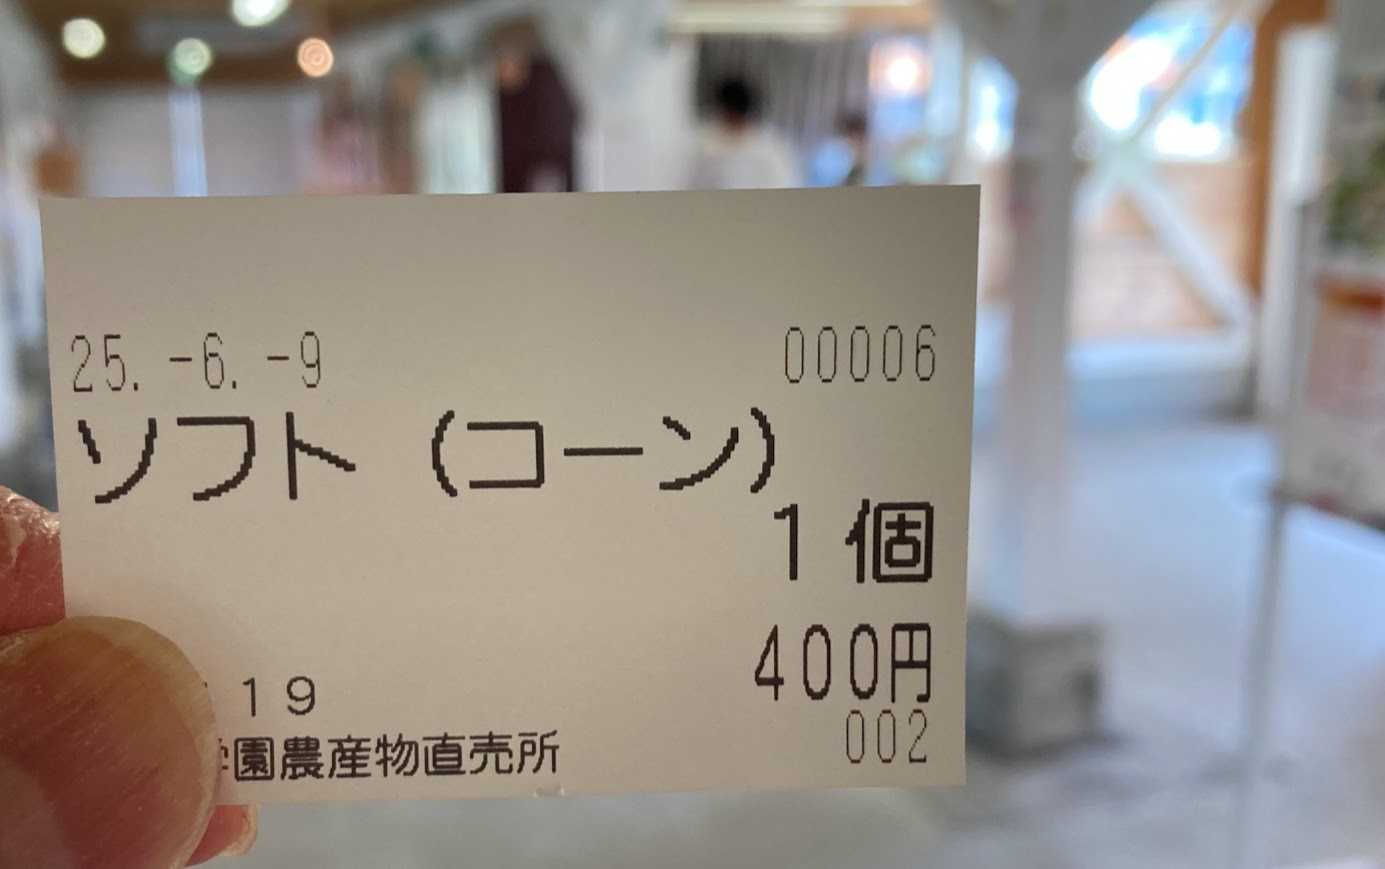 25. -6. -9 00006
ソフト (コーン)
1 個
400円
19
園農産物直売所 002